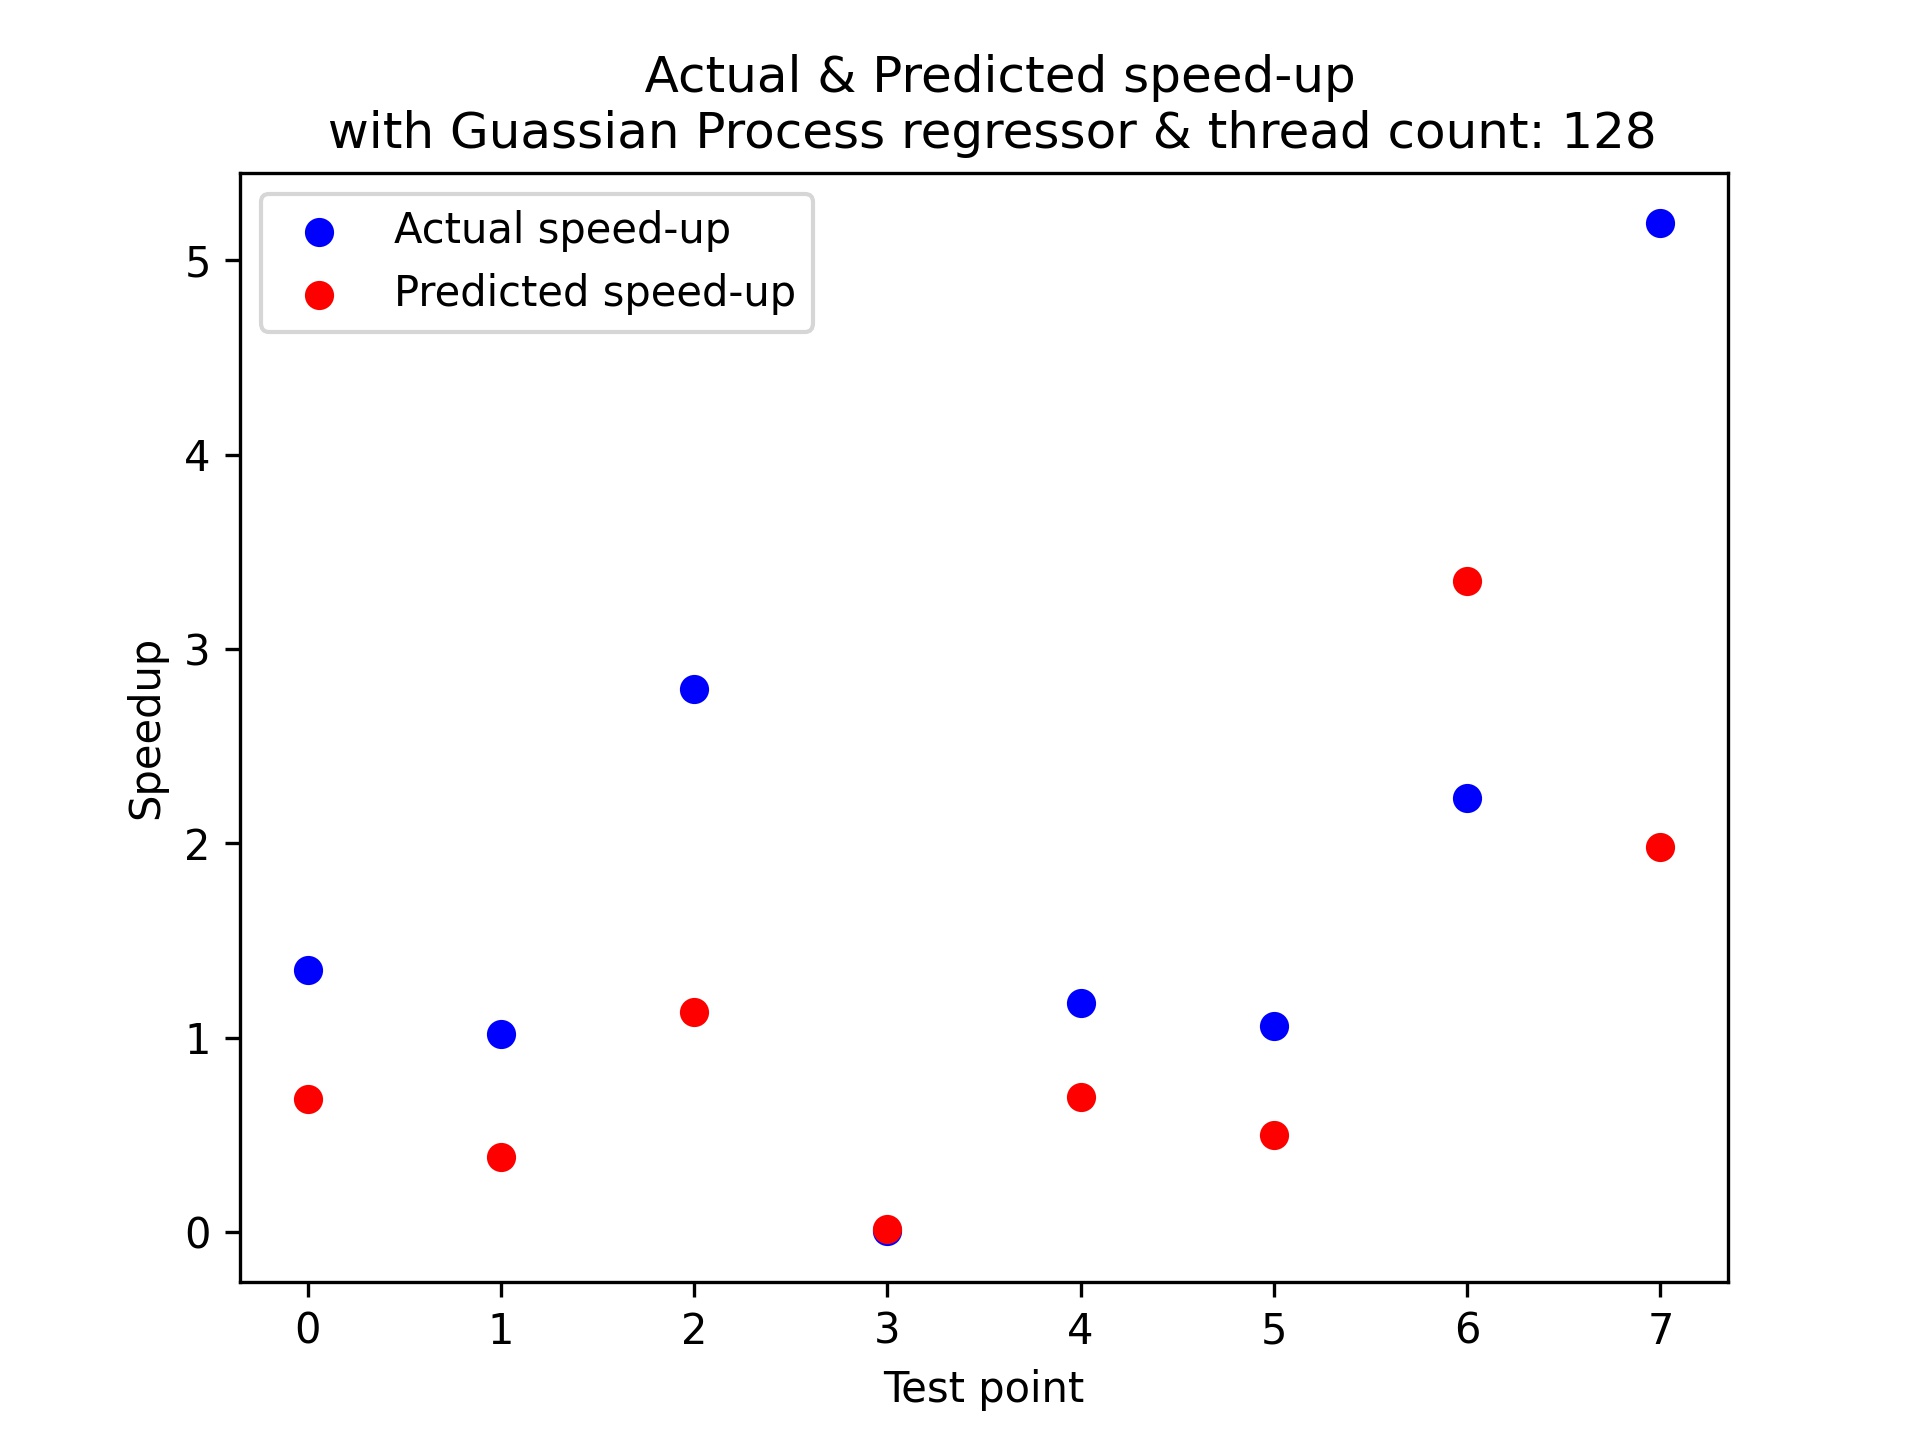 Actual & Predicted speed-up
with Guassian Process regressor & thread count: 128
Actual speed-up
Predicted speed-up
5
4
3
2
1
0
Speedup
0 1 2 3 4 5 6 7
Test point